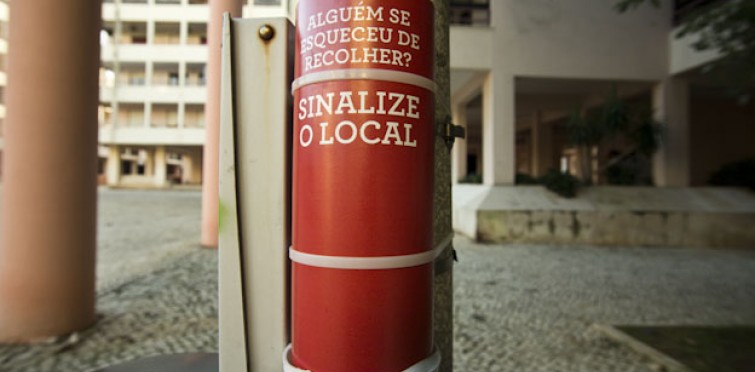 ALGUÉM SE
ESQUECEU DE
RECOLHER?
SINALIZE
O LOCAL